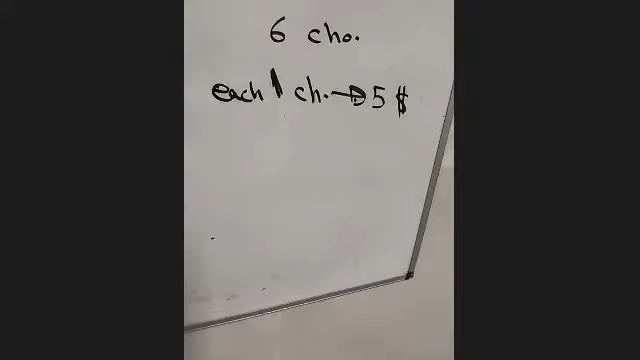 6 cho.
each 1 ch. → 5 $